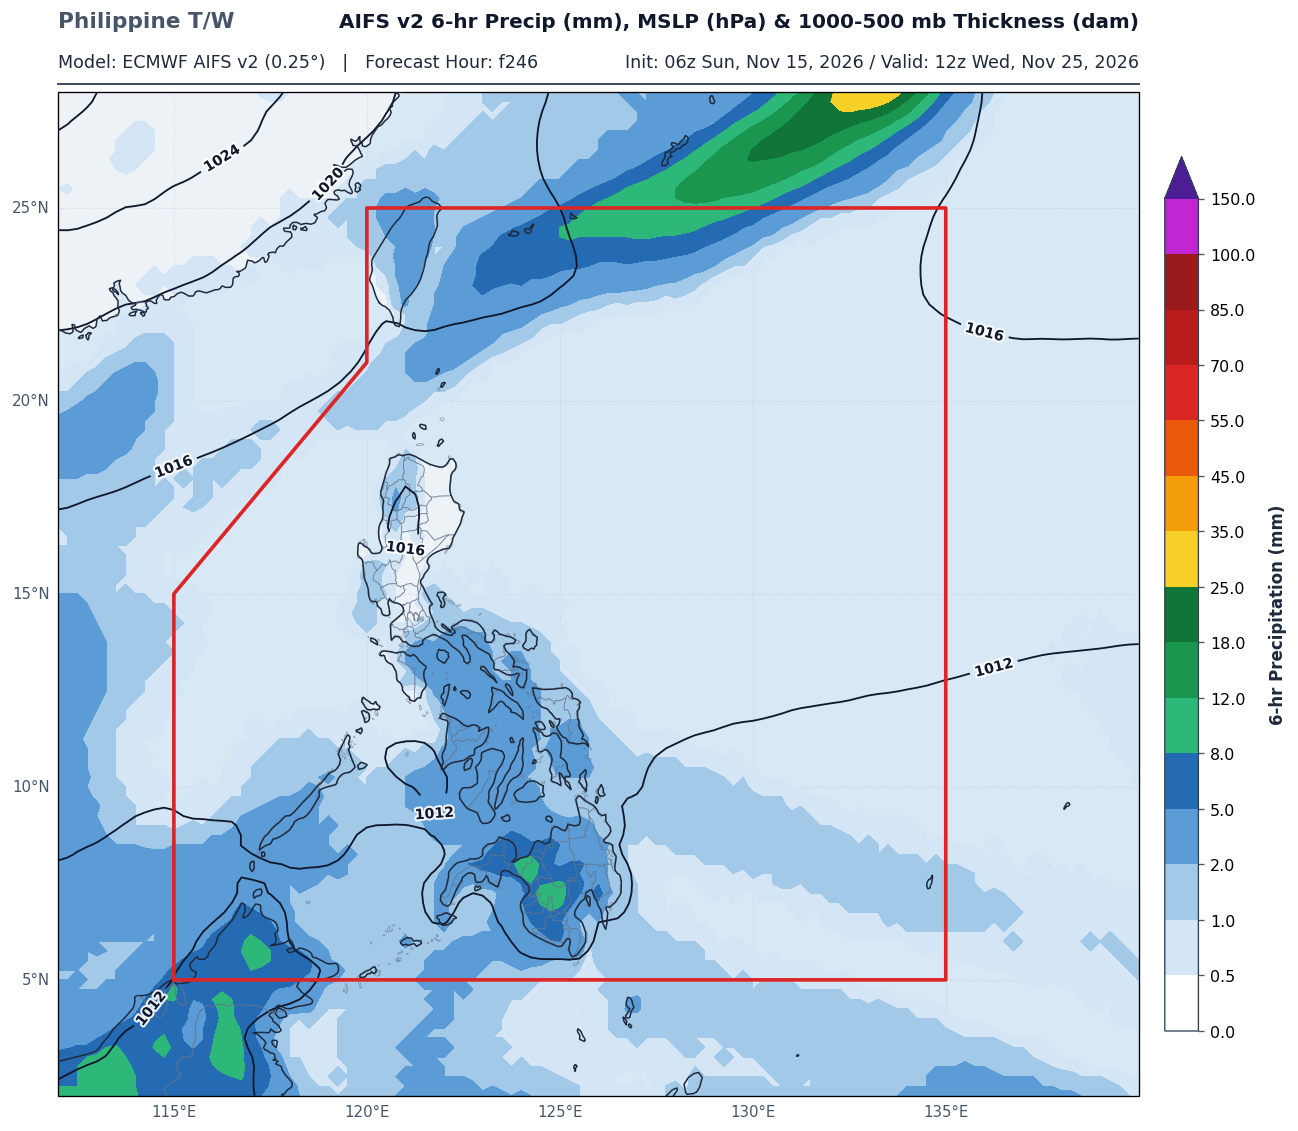 Philippine T/W
AIFS v2 6-hr Precip (mm), MSLP (hPa) & 1000-500 mb Thickness (dam)
Model: ECMWF AIFS v2 (0.25°) | Forecast Hour: f246
Init: 06z Sun, Nov 15, 2026 / Valid: 12z Wed, Nov 25, 2026
1024
1020
1016
1016
1016
1012
1012
1012
25°N
20°N
15°N
10°N
5°N
115°E
120°E
125°E
130°E
135°E
150.0
100.0
85.0
70.0
55.0
45.0
35.0
25.0
18.0
12.0
8.0
5.0
2.0
1.0
0.5
0.0
6-hr Precipitation (mm)